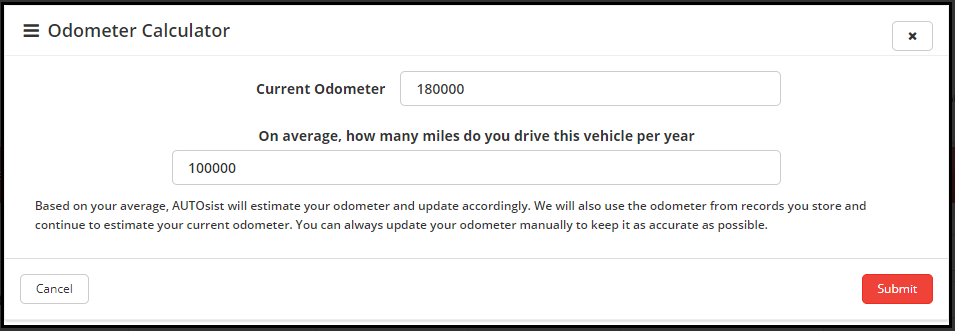 Odometer Calculator
Current Odometer 180000
On average, how many miles do you drive this vehicle per year
100000
Based on your average, AUTOsist will estimate your odometer and update accordingly. We will also use the odometer from records you store and
continue to estimate your current odometer. You can always update your odometer manually to keep it as accurate as possible.
Cancel Submit